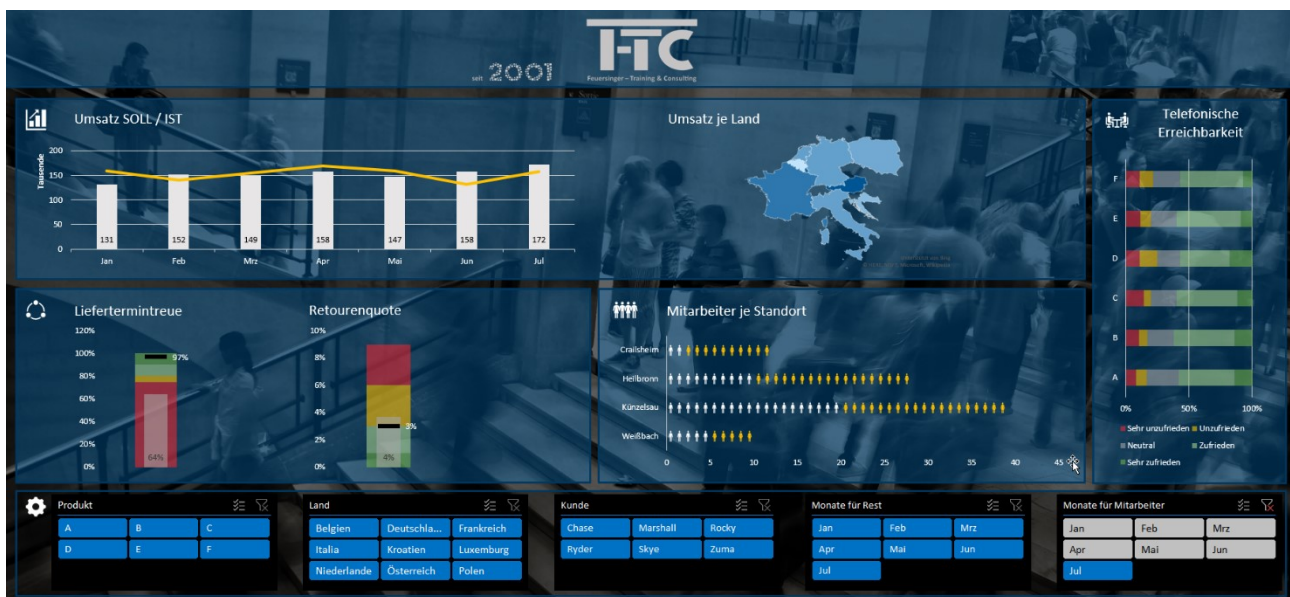 seit 2001
FTC
Feuersinger – Training & Consulting
Umsatz SOLL / IST
Tausende
200
150
100
50
0
131 152 149 158 147 158 172
Jan Feb Mrz Apr Mai Jun Jul
Umsatz je Land
Telefonische
Erreichbarkeit
F
E
D
C
B
A
0% 50% 100%
Sehr unzufrieden Unzufrieden
Neutral Zufrieden
Sehr zufrieden
Liefertermintreue
120%
100%
80%
60%
40%
20%
0%
97%
64%
Retourenquote
10%
8%
6%
4%
2%
0%
3%
4%
Mitarbeiter je Standort
Crailsheim
Heilbronn
Künzelsau
Weißbach
0 5 10 15 20 25 30 35 40 45
Produkt
A B C
D E F
Land
Belgien Deutschla... Frankreich
Italia Kroatien Luxemburg
Niederlande Österreich Polen
Kunde
Chase Marshall Rocky
Ryder Skye Zuma
Monate für Rest
Jan Feb Mrz
Apr Mai Jun
Jul
Monate für Mitarbeiter
Jan Feb Mrz
Apr Mai Jun
Jul